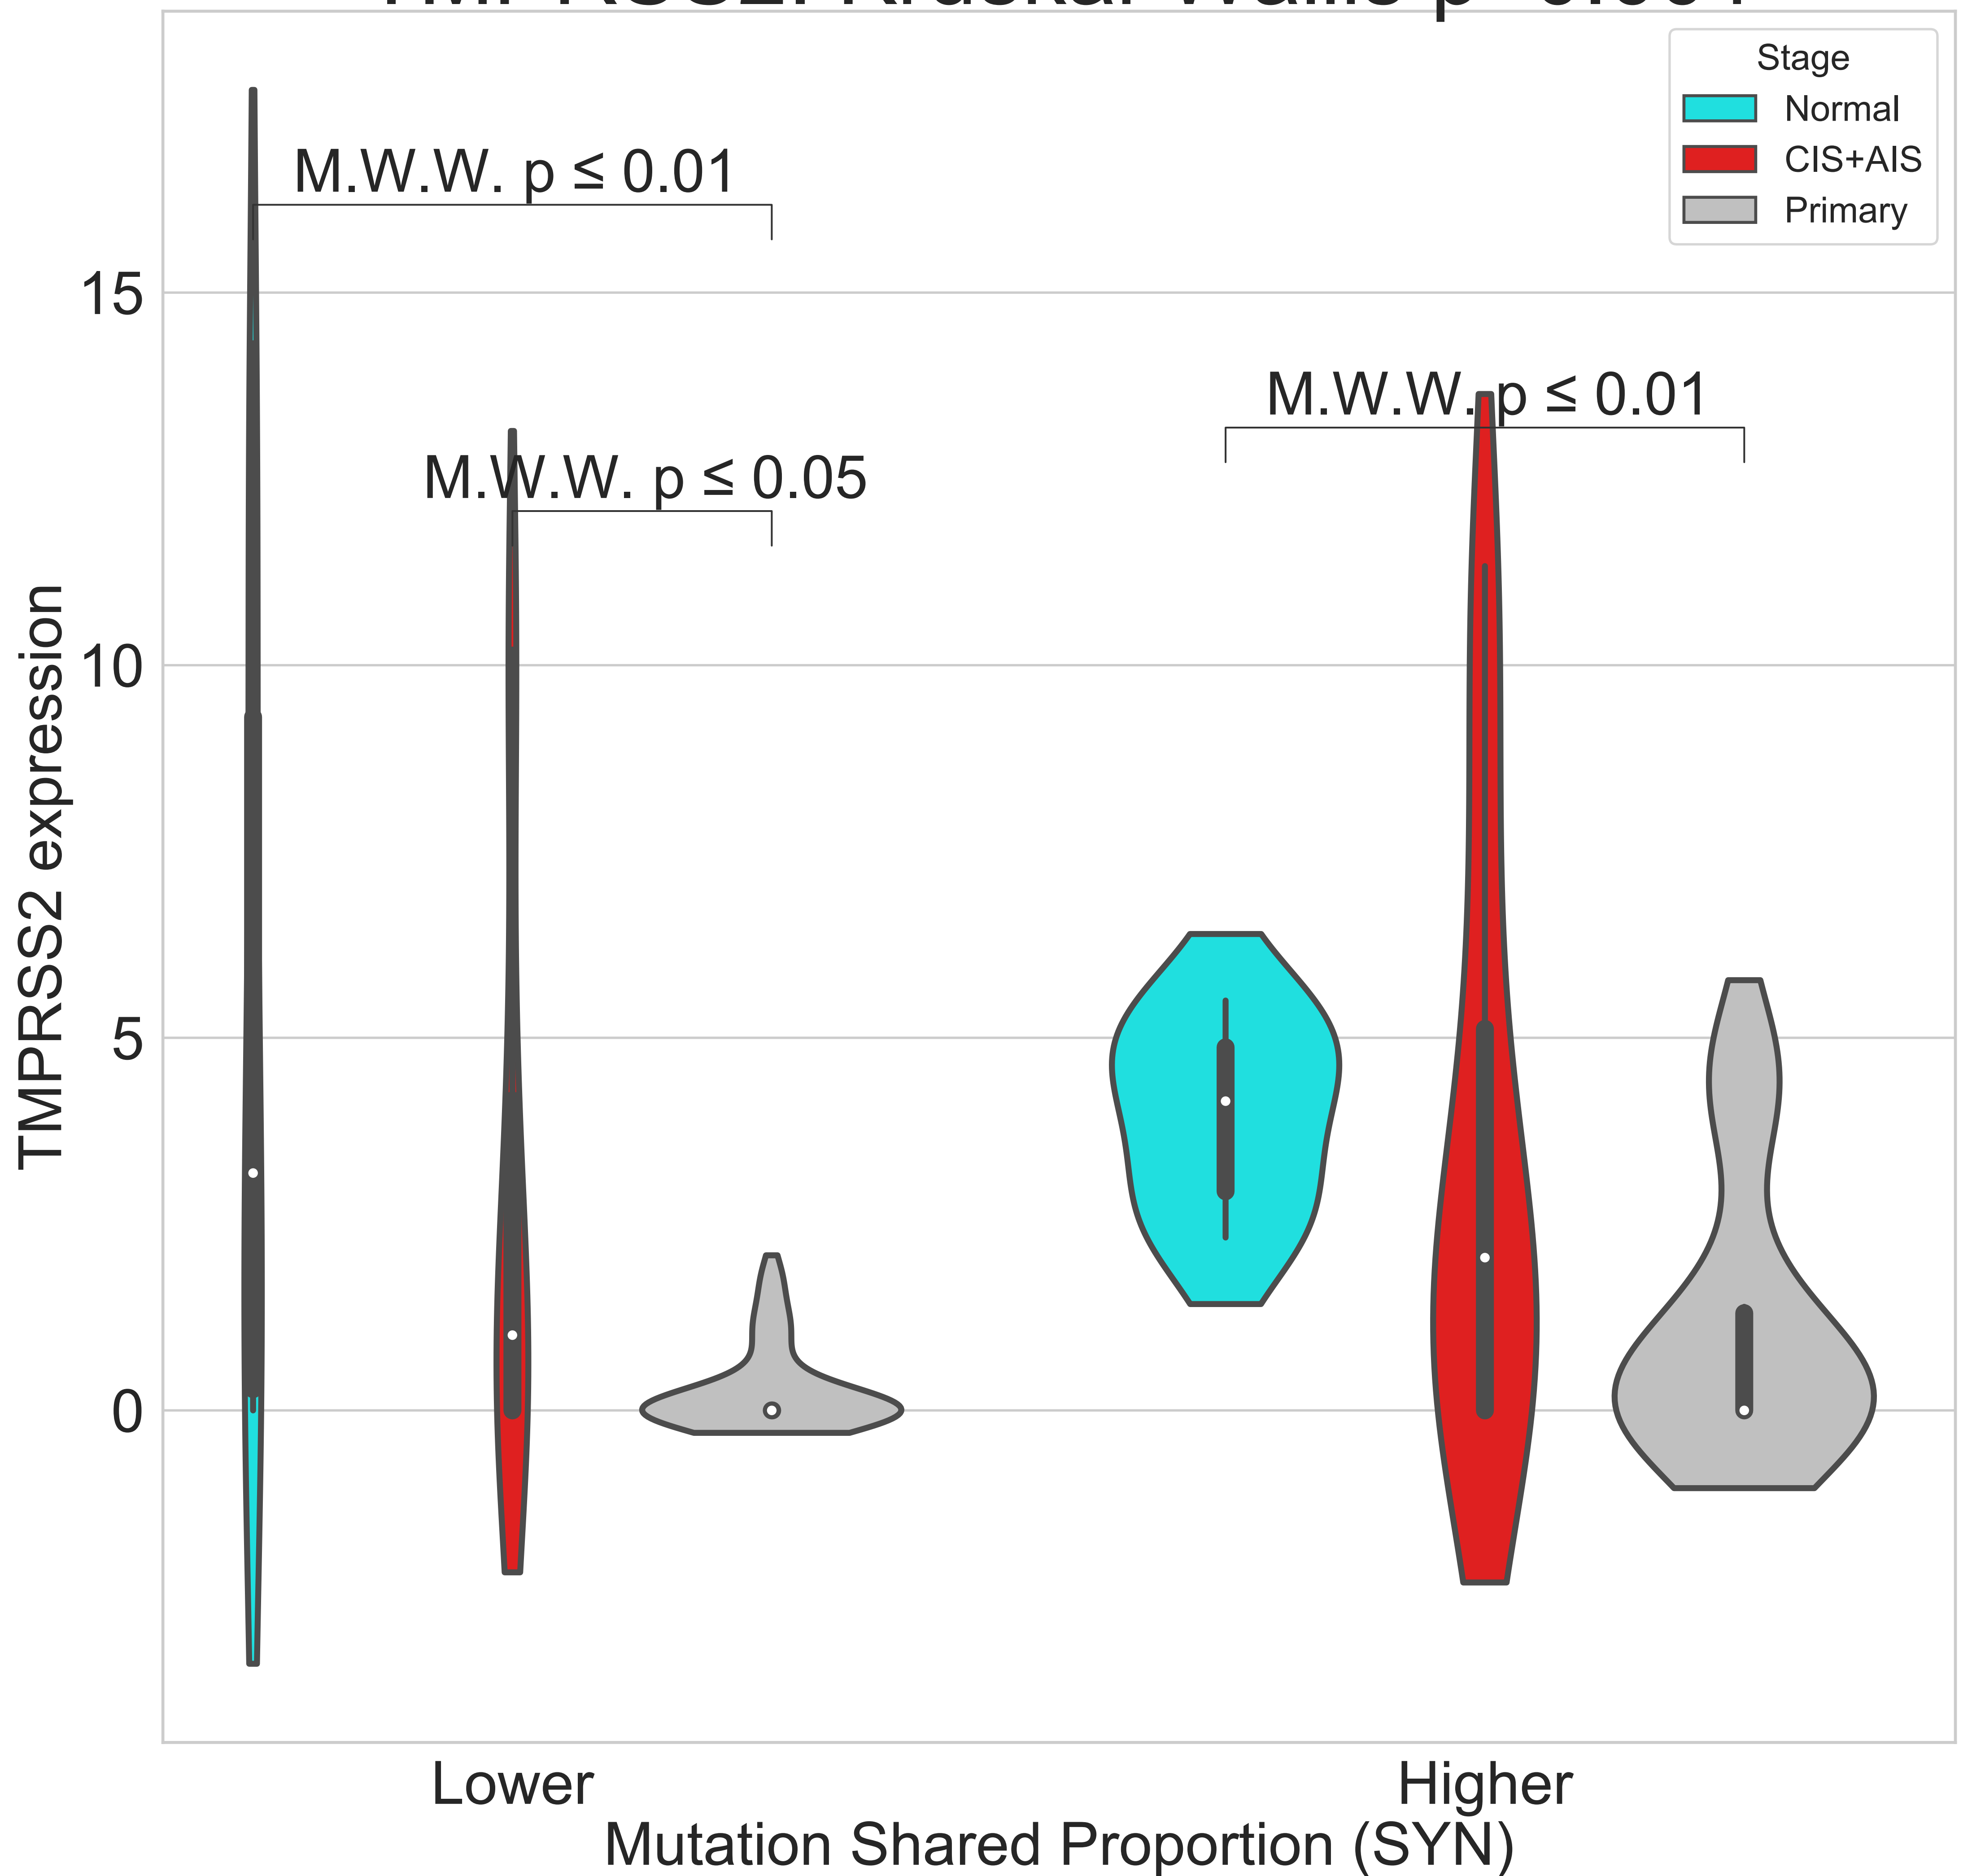 Stage
Normal
CIS+AIS
Primary
M.W.W. p ≤ 0.01
M.W.W. p ≤ 0.01
M.W.W. p ≤ 0.05
15
10
5
0
TMPRSS2 expression
Lower
Higher
Mutation Shared Proportion (SYN)